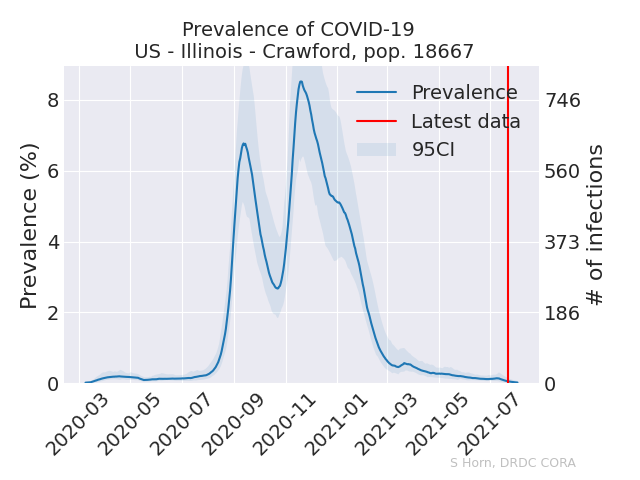 Prevalence of COVID-19
US - Illinois - Crawford, pop. 18667
Prevalence (%)
8
6
4
2
0
Prevalence
Latest data
95CI
746
560
373
186
0
# of infections
2020-03
2020-05
2020-07
2020-09
2020-11
2021-01
2021-03
2021-05
2021-07
S Horn, DRDC CORA